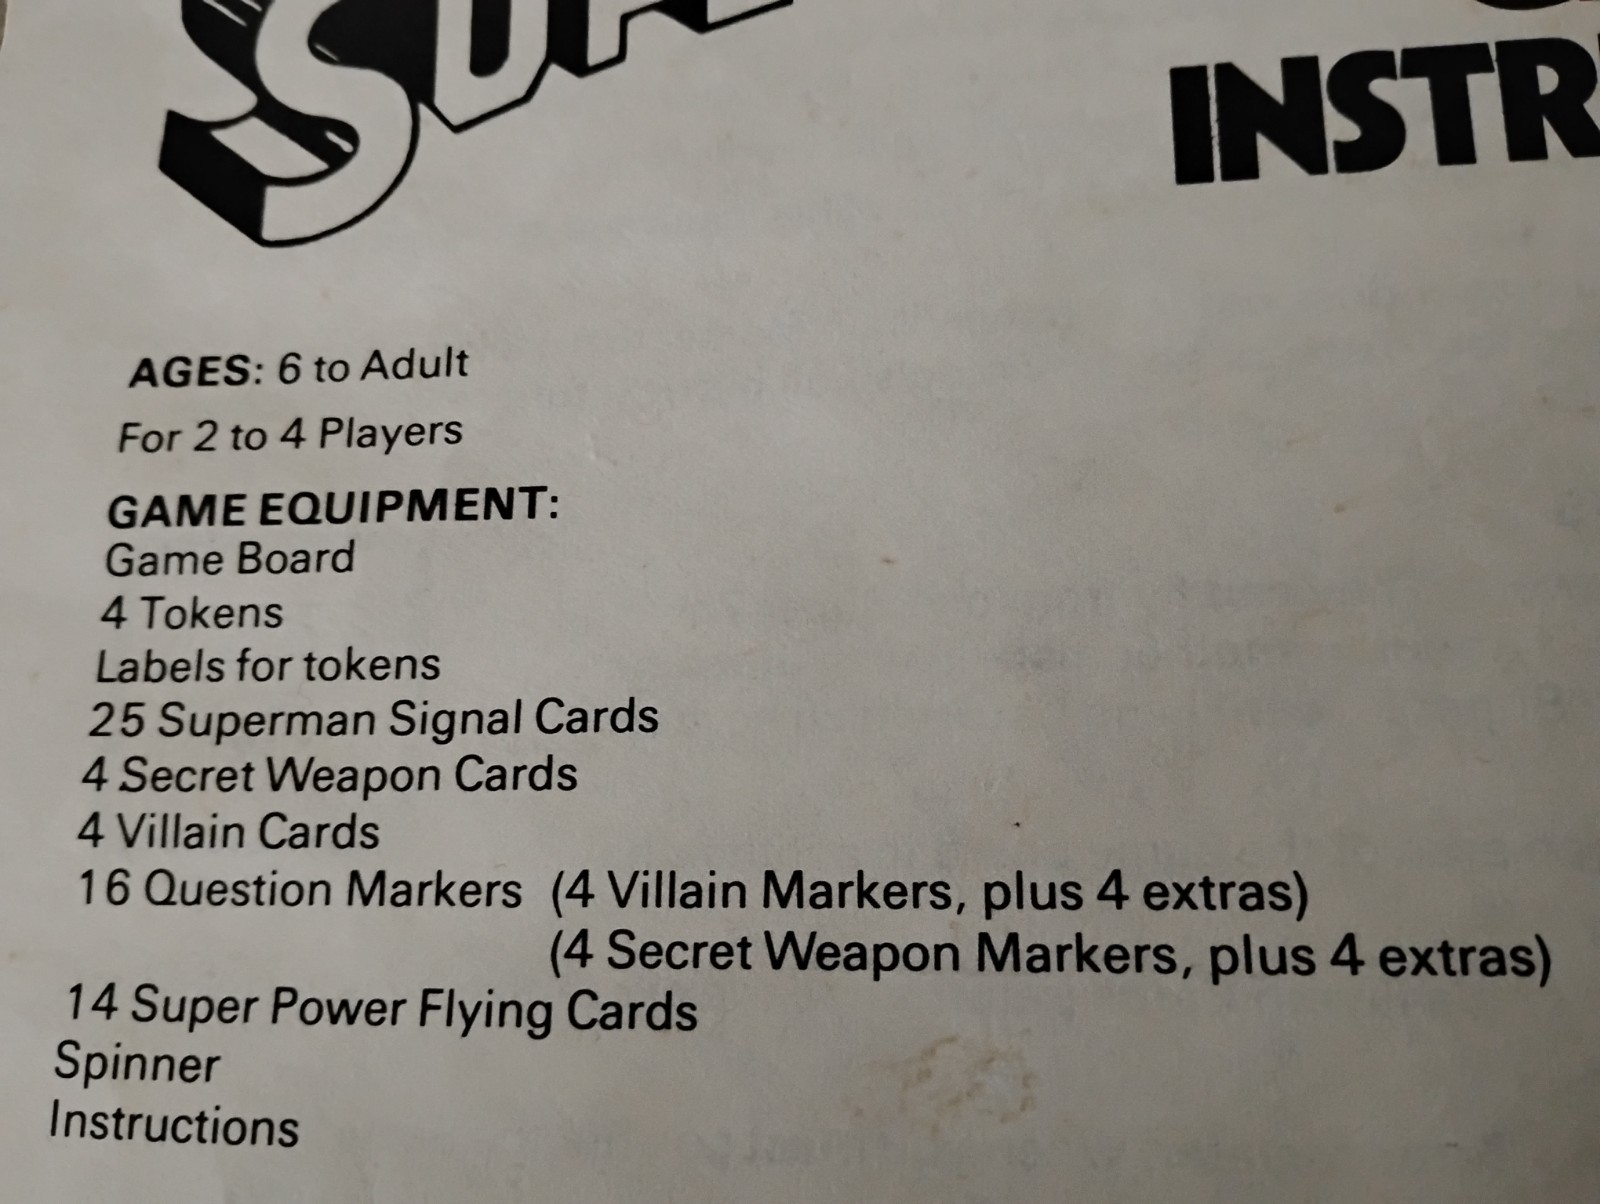 AGES: 6 to Adult
For 2 to 4 Players
GAME EQUIPMENT:
Game Board
4 Tokens
Labels for tokens
25 Superman Signal Cards
4 Secret Weapon Cards
4 Villain Cards
16 Question Markers (4 Villain Markers, plus 4 extras)
(4 Secret Weapon Markers, plus 4 extras)
14 Super Power Flying Cards
Spinner
Instructions